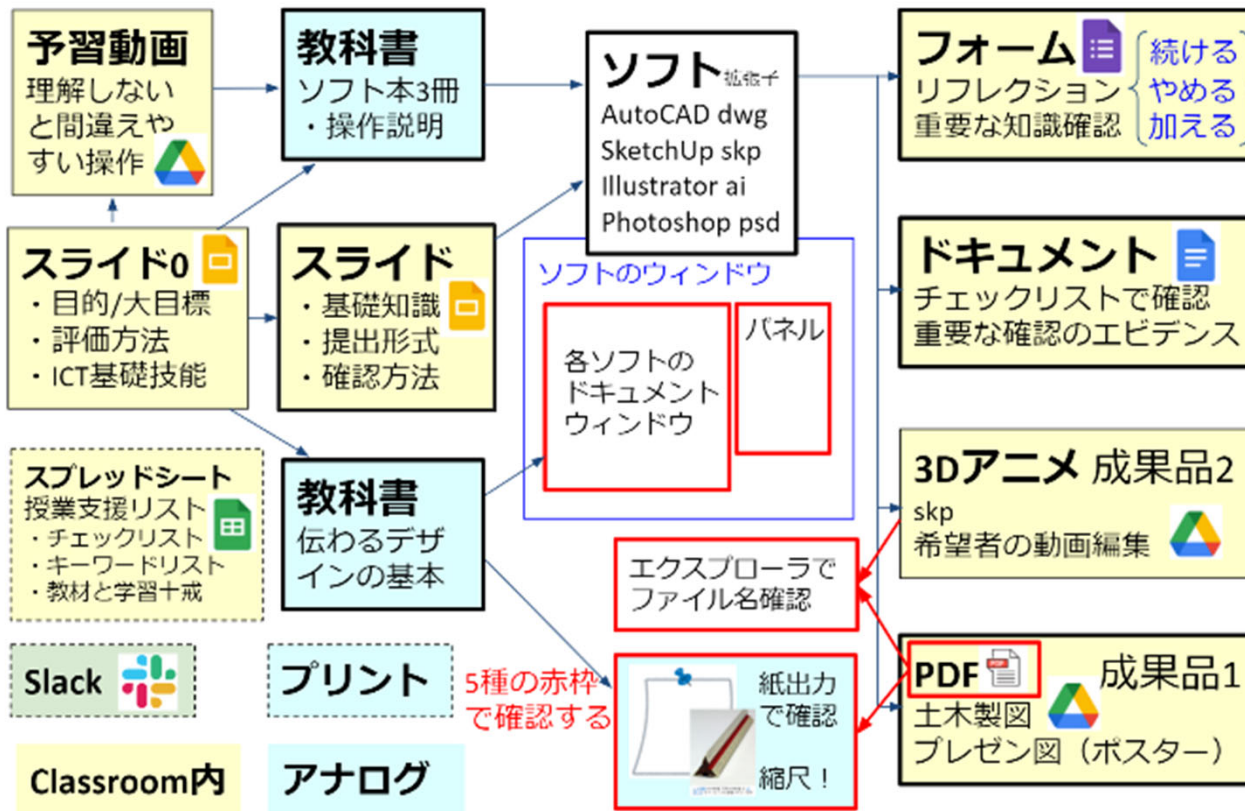 予習動画
理解しない
と間違えや
すい操作
教科書
ソフト本3冊
・操作説明
ソフト拡張子
AutoCAD dwg
SketchUp skp
Illustrator ai
Photoshop psd
フォーム
リフレクション
重要な知識確認
続ける
やめる
加える
スライド0
・目的/大目標
・評価方法
・ICT基礎技能
スライド
・基礎知識
・提出形式
・確認方法
ソフトのウィンドウ
各ソフトの
ドキュメント
ウィンドウ
パネル
ドキュメント
チェックリストで確認
重要な確認のエビデンス
スプレッドシート
授業支援リスト
・チェックリスト
・キーワードリスト
・教材と学習十戒
教科書
伝わるデザ
インの基本
3Dアニメ 成果品2
skp
希望者の動画編集
エクスプローラで
ファイル名確認
Slack
プリント
5種の赤枠
で確認する
紙出力
で確認
縮尺！
PDF
PDF
成果品1
土木製図
プレゼン図（ポスター）
Classroom内
アナログ